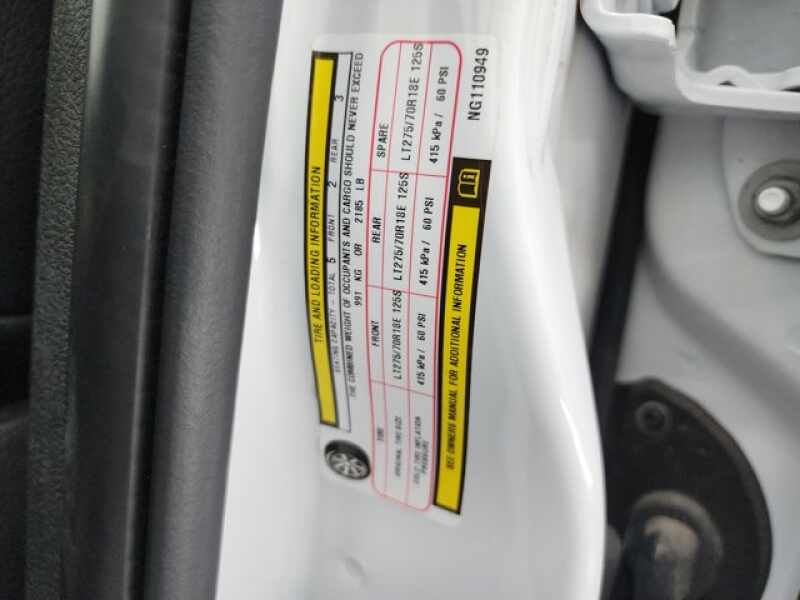 TIRE AND LOADING INFORMATION
SEATING CAPACITY - TOTAL 5 FRONT 2 REAR 3
THE COMBINED WEIGHT OF OCCUPANTS AND CARGO SHOULD NEVER EXCEED
991 KG OR 2185 LB
TIRE FRONT REAR SPARE
ORIGINAL TIRE SIZE LT275/70R18E 125S LT275/70R18E 125S LT275/70R18E 125S
COLD TIRE INFLATION PRESSURE 415 kPa / 60 PSI 415 kPa / 60 PSI 415 kPa / 60 PSI
SEE OWNERS MANUAL FOR ADDITIONAL INFORMATION
NG110949